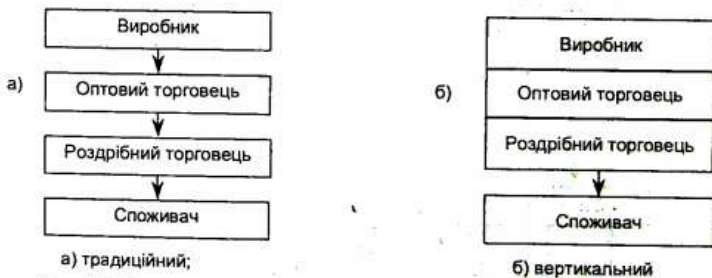 а)
Виробник
Оптовий торговець
Роздрібний торговець
Споживач
а) традиційний;
б)
Виробник
Оптовий торговець
Роздрібний торговець
Споживач
б) вертикальний